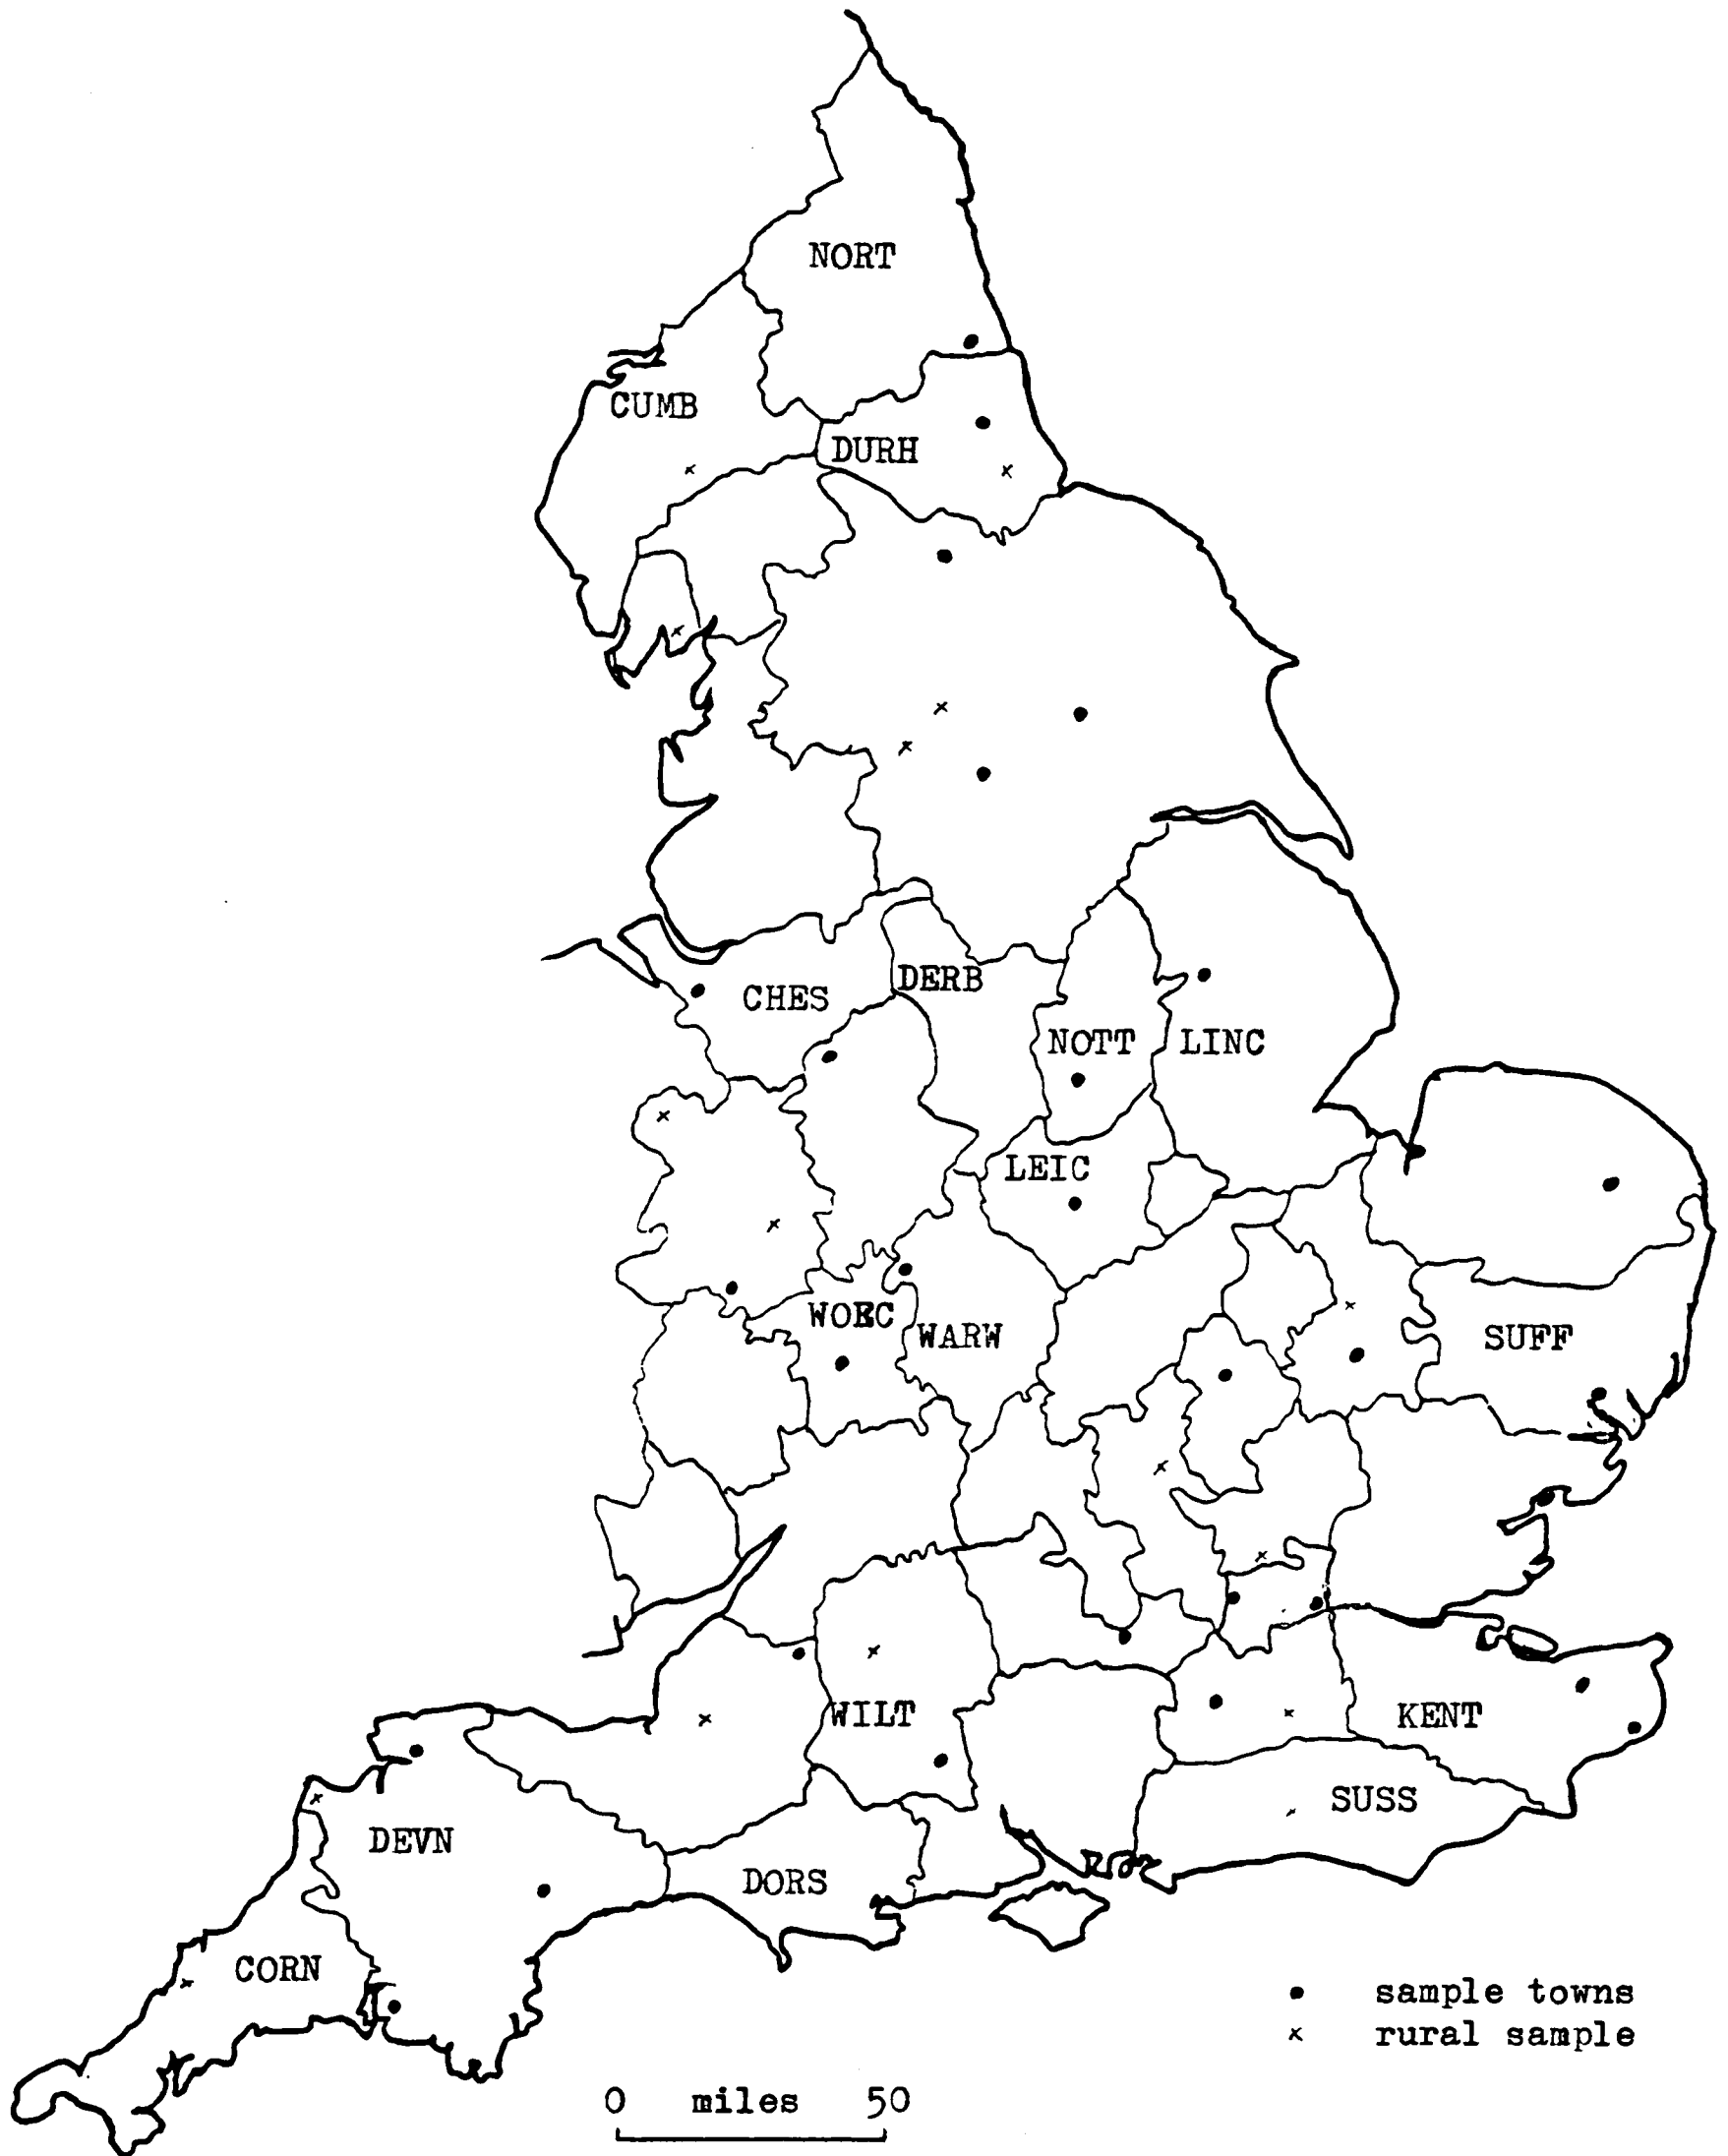 NORT
CUMB
DURH
CHES
DERB
NOTT
LINC
LEIC
WOEC
WARW
SUFF
WILT
KENT
SUSS
DEVN
DORS
CORN
sample towns
rural sample
0 miles 50